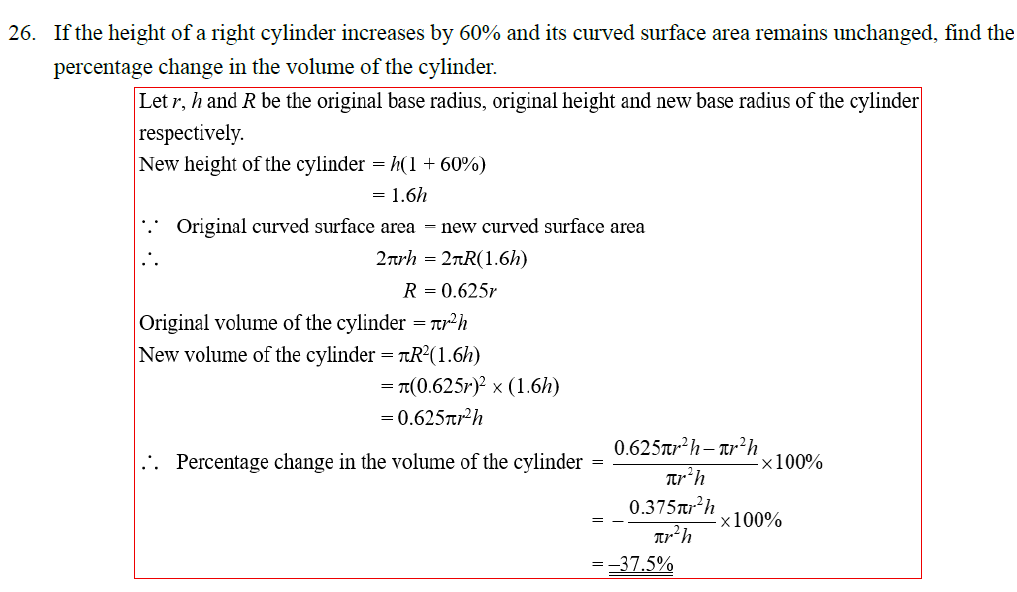 26. If the height of a right cylinder increases by 60% and its curved surface area remains unchanged, find the
percentage change in the volume of the cylinder.
Let r, h and R be the original base radius, original height and new base radius of the cylinder
respectively.
New height of the cylinder = h(1 + 60%)
= 1.6h
∵ Original curved surface area = new curved surface area
∴ 2πrh = 2πR(1.6h)
R = 0.625r
Original volume of the cylinder = πr²h
New volume of the cylinder = πR²(1.6h)
= π(0.625r)² × (1.6h)
= 0.625πr²h
∴ Percentage change in the volume of the cylinder = (0.625πr²h – πr²h)/(πr²h) ×100%
= – (0.375πr²h)/(πr²h) ×100%
= –37.5%